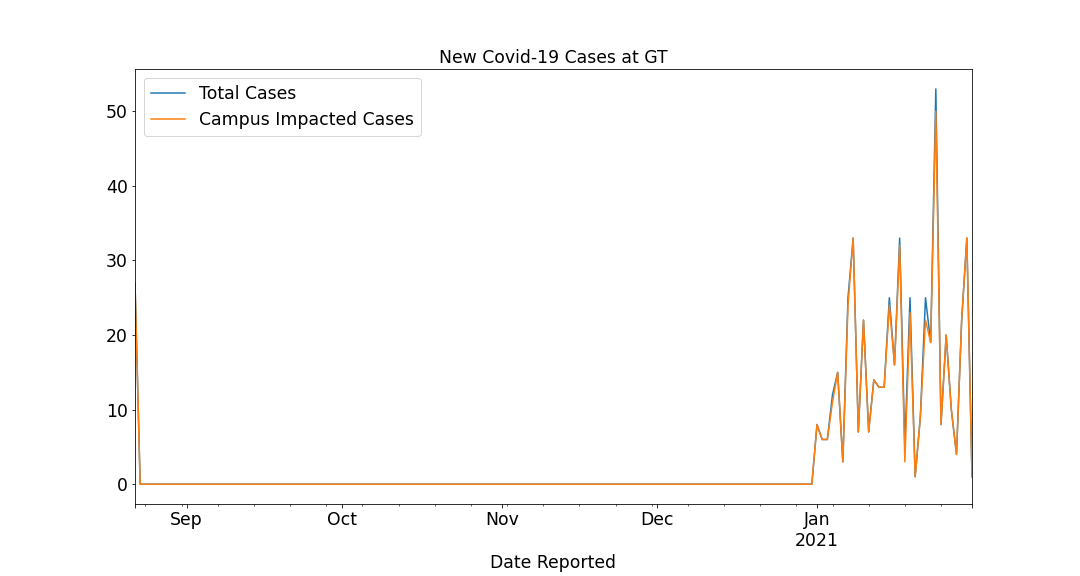 New Covid-19 Cases at GT
Total Cases
Campus Impacted Cases
50
40
30
20
10
0
Sep Oct Nov Dec Jan
2021
Date Reported